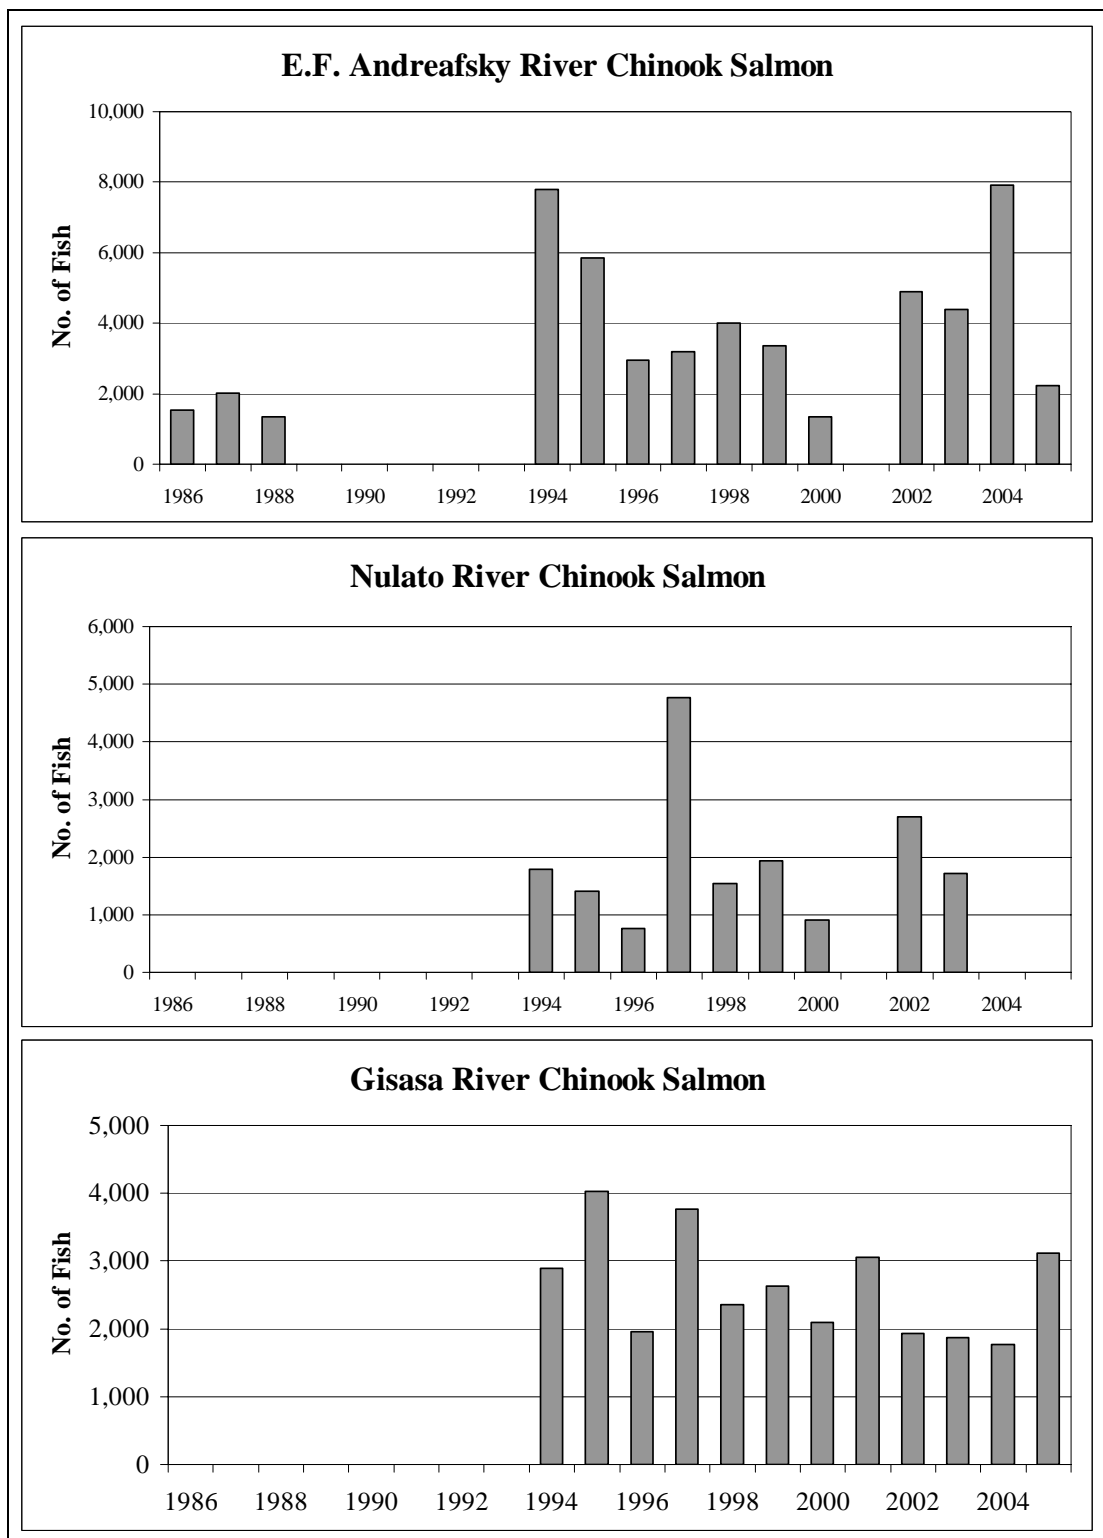 E.F. Andreafsky River Chinook Salmon
No. of Fish
10,000
8,000
6,000
4,000
2,000
0
1986 1988 1990 1992 1994 1996 1998 2000 2002 2004
Nulato River Chinook Salmon
No. of Fish
6,000
5,000
4,000
3,000
2,000
1,000
0
1986 1988 1990 1992 1994 1996 1998 2000 2002 2004
Gisasa River Chinook Salmon
No. of Fish
5,000
4,000
3,000
2,000
1,000
0
1986 1988 1990 1992 1994 1996 1998 2000 2002 2004